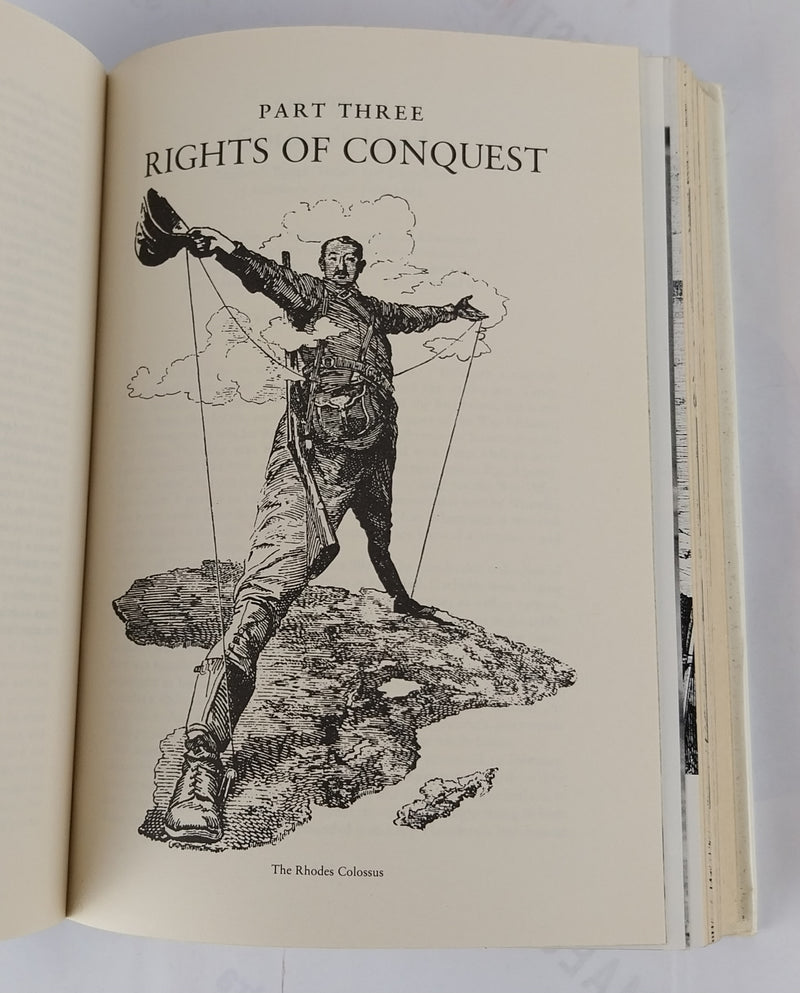 PART THREE
RIGHTS OF CONQUEST
The Rhodes Colossus